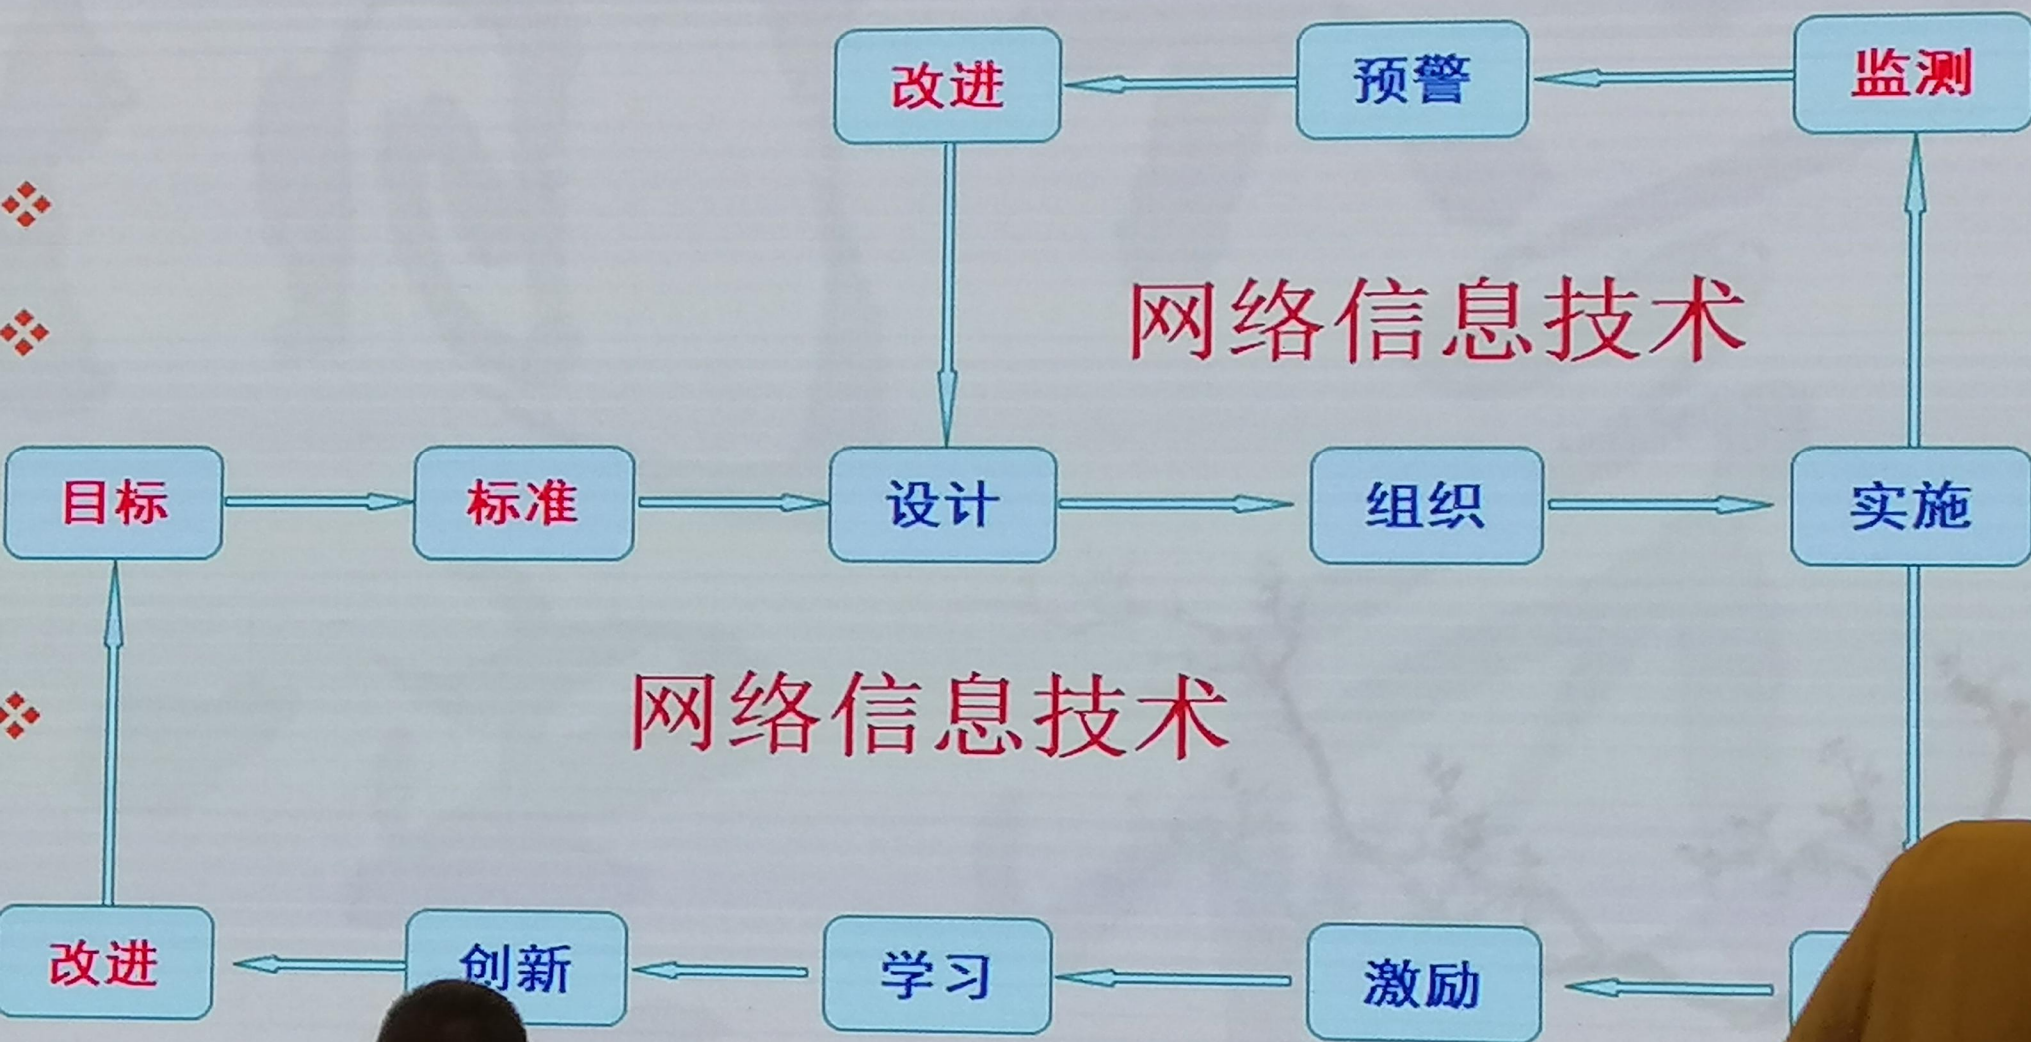 改进 预警 监测
网络信息技术
目标 标准 设计 组织 实施
网络信息技术
改进 创新 学习 激励